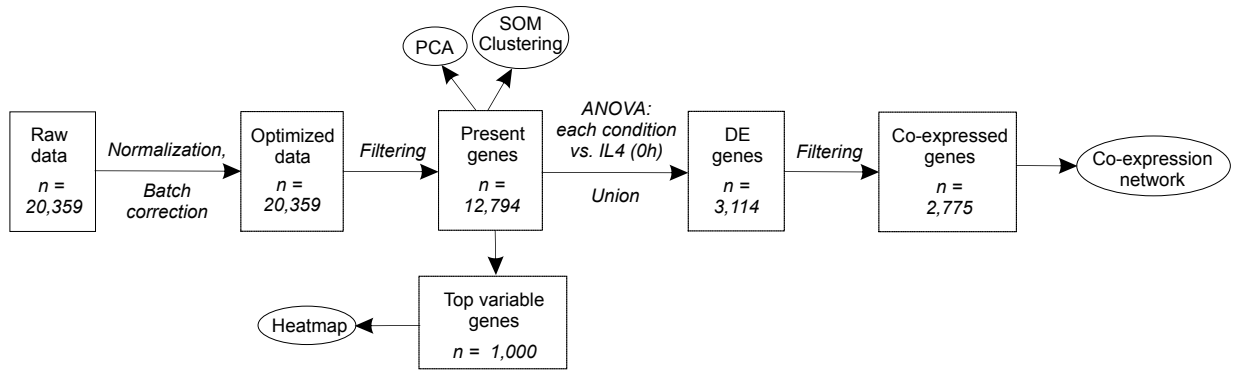 PCA
SOM
Clustering
Raw
data
n =
20,359
Normalization,
Batch
correction
Optimized
data
n =
20,359
Filtering
Present
genes
n =
12,794
ANOVA:
each condition
vs. IL4 (0h)
Union
DE
genes
n =
3,114
Filtering
Co-expressed
genes
n =
2,775
Co-expression
network
Top variable
genes
n = 1,000
Heatmap